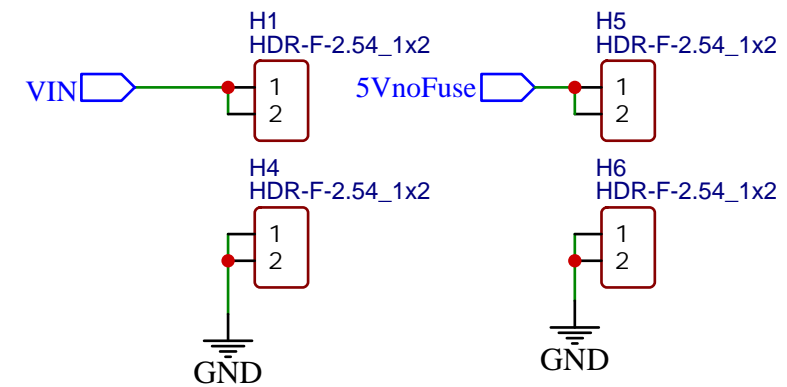 H1
HDR-F-2.54_1x2
VIN
1
2
H5
HDR-F-2.54_1x2
5VnoFuse
1
2
H4
HDR-F-2.54_1x2
1
2
GND
H6
HDR-F-2.54_1x2
1
2
GND